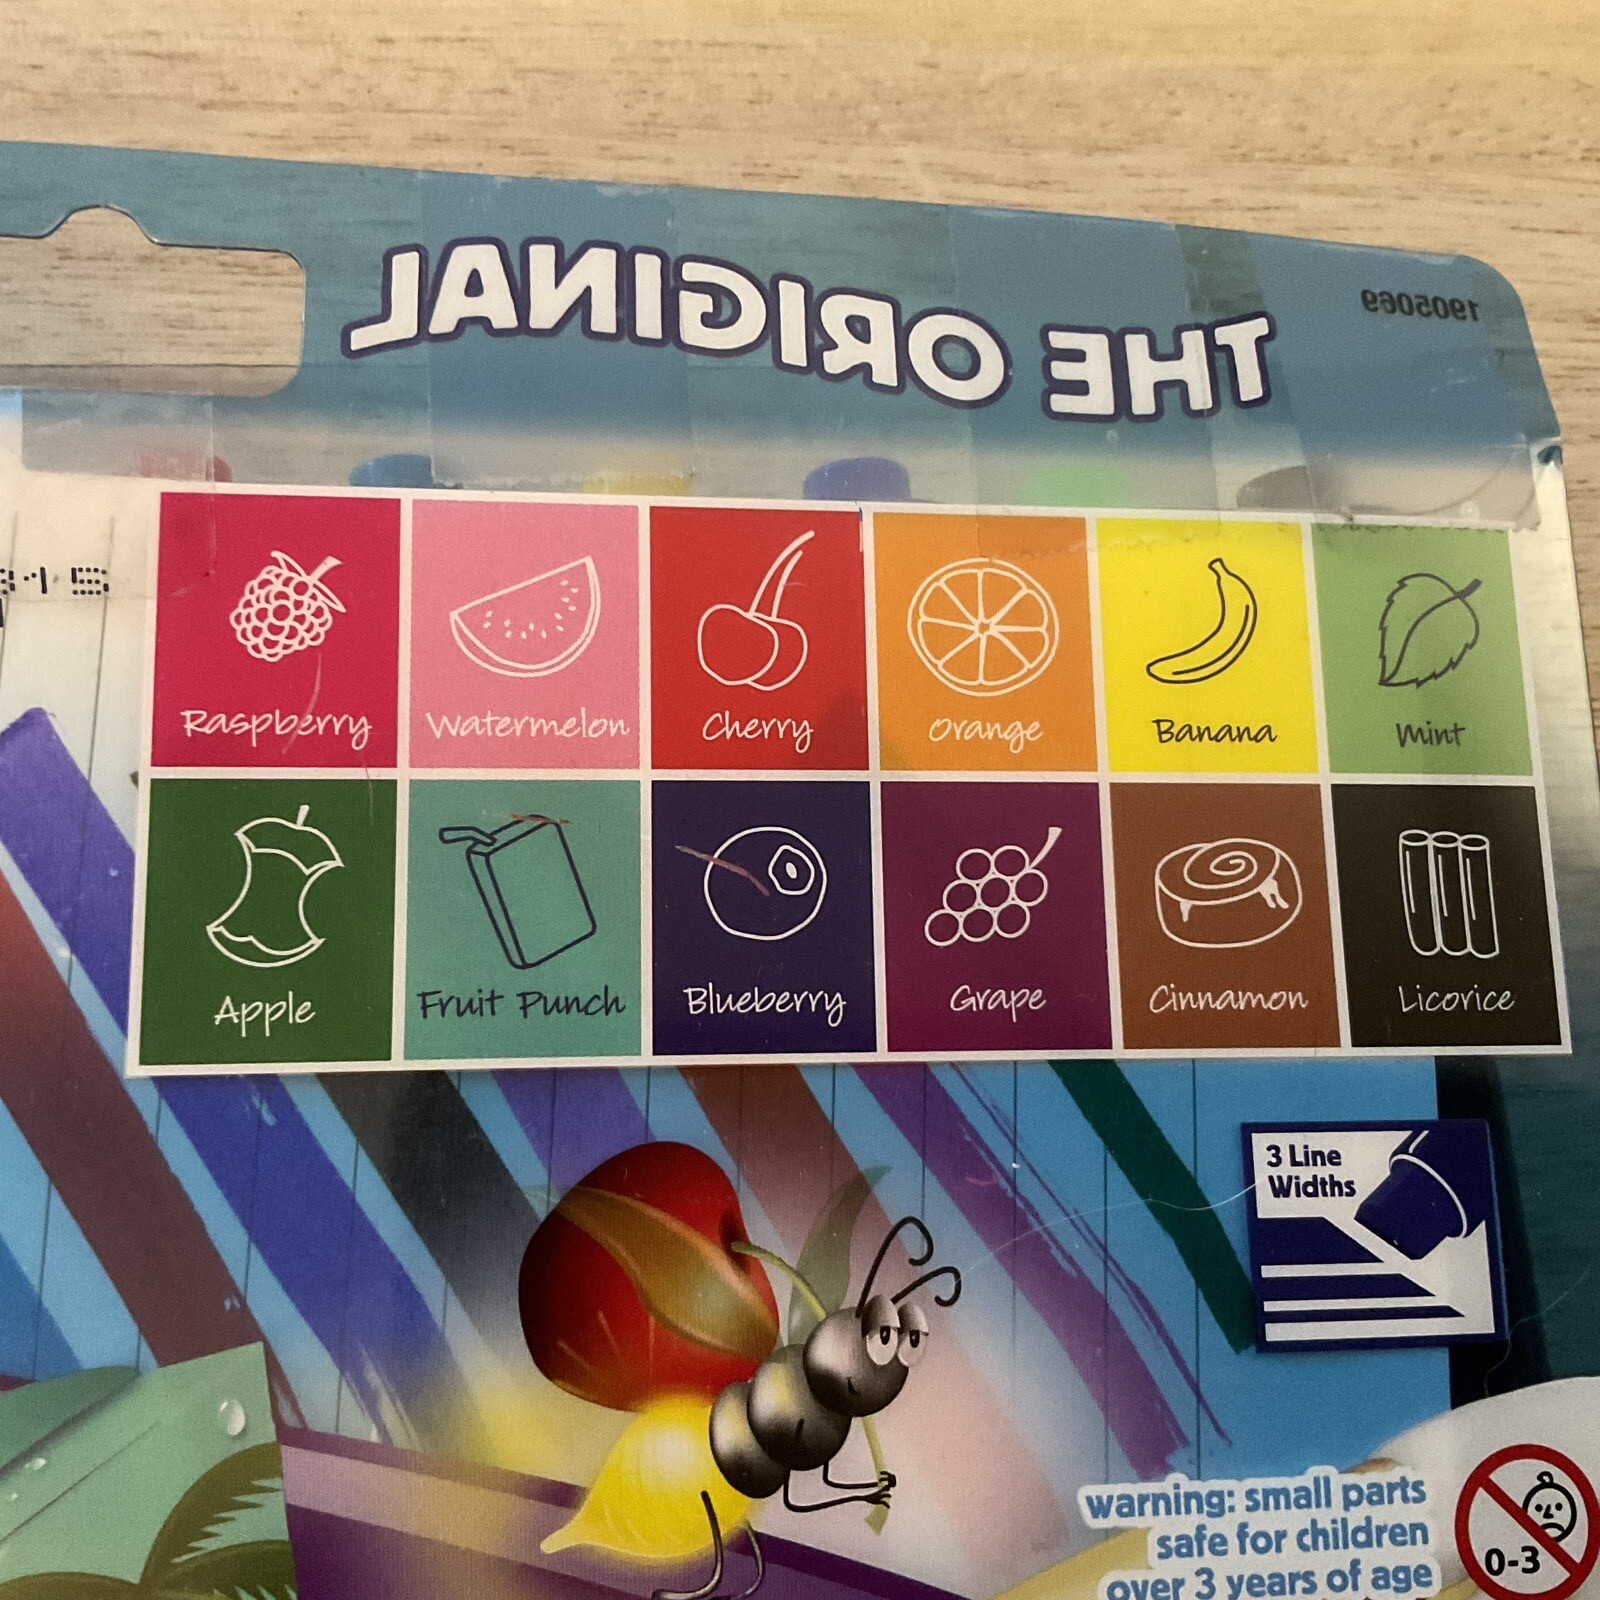 1905069
THE ORIGINAL
Raspberry Watermelon Cherry Orange Banana Mint
Apple Fruit Punch Blueberry Grape Cinnamon Licorice
3 Line
Widths
warning: small parts
safe for children
over 3 years of age
0-3